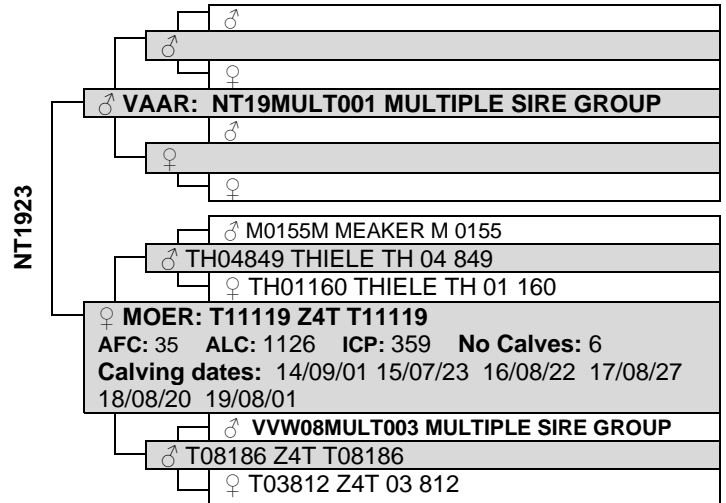 ♂
♂
♀
♂ VAAR: NT19MULT001 MULTIPLE SIRE GROUP
♂
♀
♀
NT1923
♂ M0155M MEAKER M 0155
♂ TH04849 THIELE TH 04 849
♀ TH01160 THIELE TH 01 160
♀ MOER: T11119 Z4T T11119
AFC: 35 ALC: 1126 ICP: 359 No Calves: 6
Calving dates: 14/09/01 15/07/23 16/08/22 17/08/27
18/08/20 19/08/01
♂ VVW08MULT003 MULTIPLE SIRE GROUP
♂ T08186 Z4T T08186
♀ T03812 Z4T 03 812